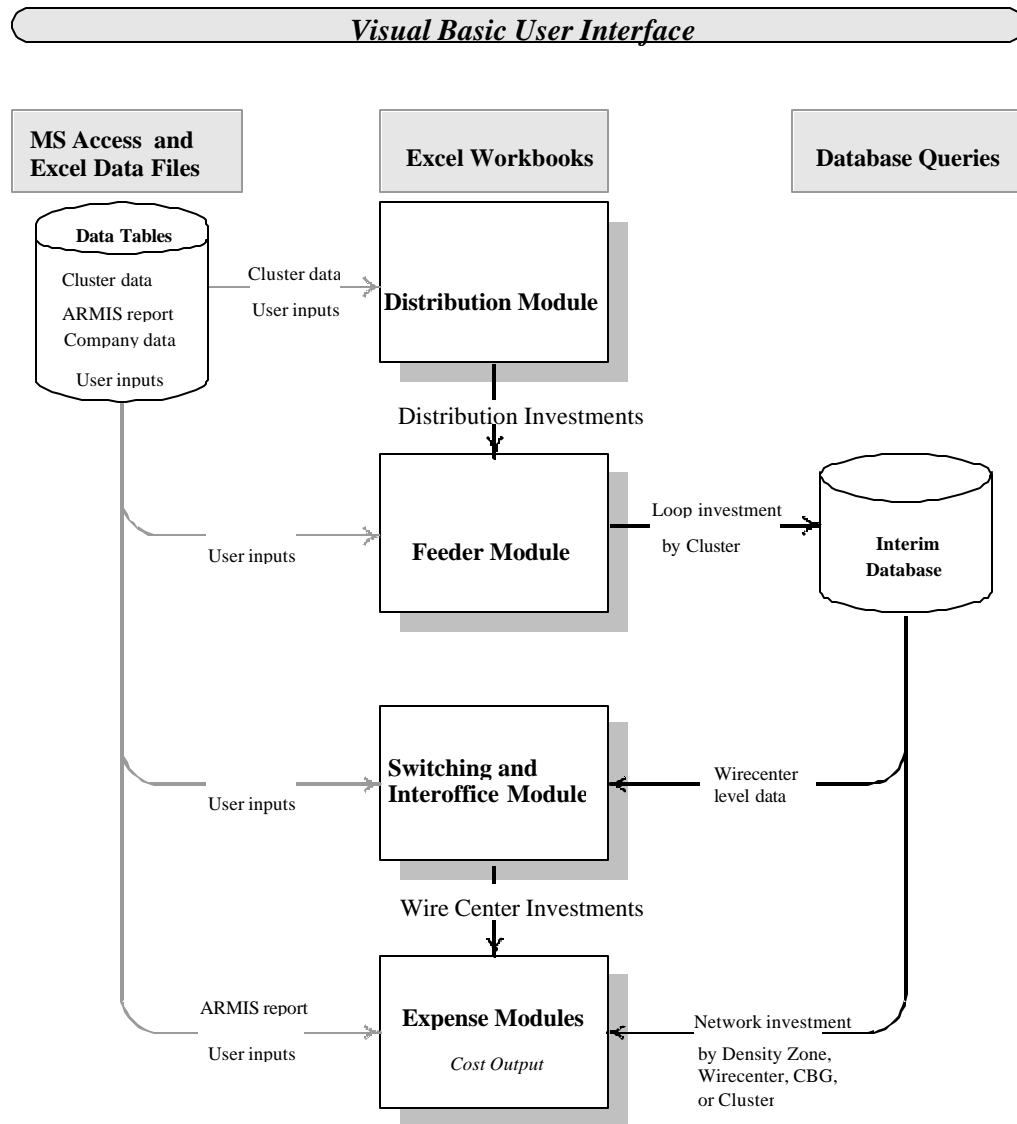 Visual Basic User Interface
MS Access and
Excel Data Files
Excel Workbooks
Database Queries
Data Tables
Cluster data
ARMIS report
Company data
User inputs
Cluster data
User inputs
Distribution Module
Distribution Investments
User inputs
Feeder Module
Loop investment
by Cluster
Interim
Database
User inputs
Switching and
Interoffice Module
Wirecenter
level data
Wire Center Investments
ARMIS report
User inputs
Expense Modules
Cost Output
Network investment
by Density Zone,
Wirecenter, CBG,
or Cluster